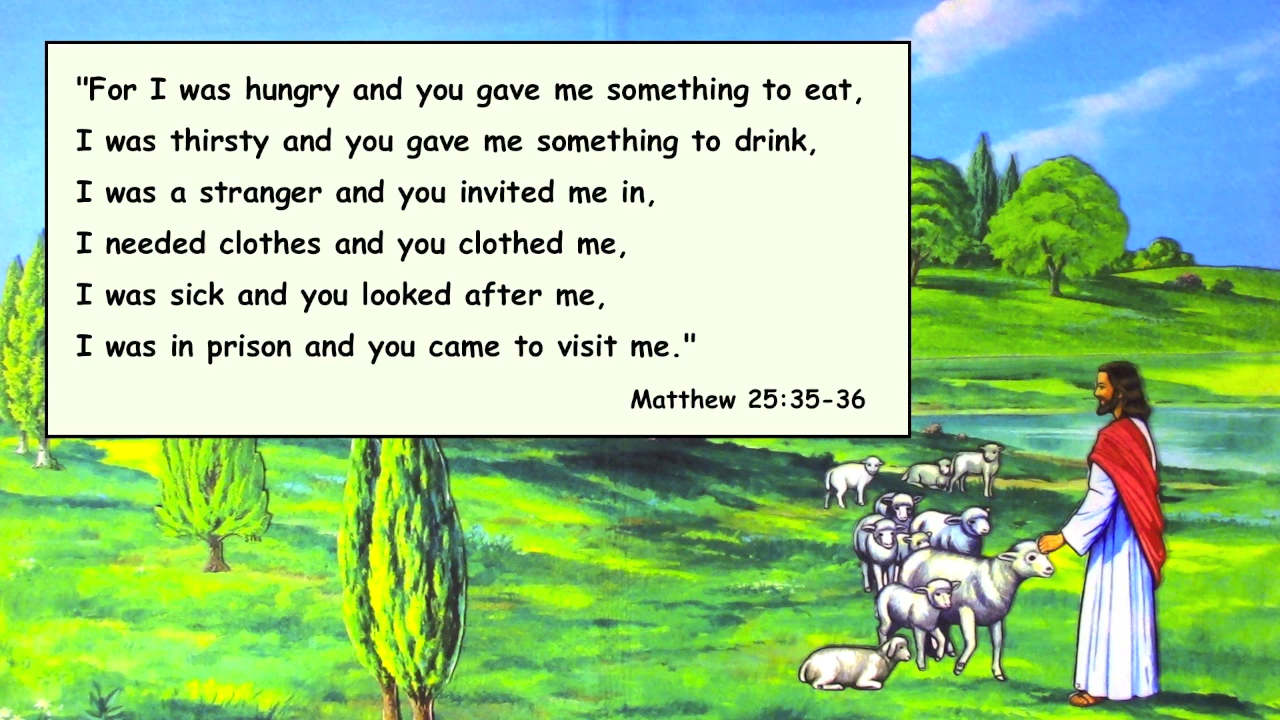 "For I was hungry and you gave me something to eat,
I was thirsty and you gave me something to drink,
I was a stranger and you invited me in,
I needed clothes and you clothed me,
I was sick and you looked after me,
I was in prison and you came to visit me."
Matthew 25:35-36